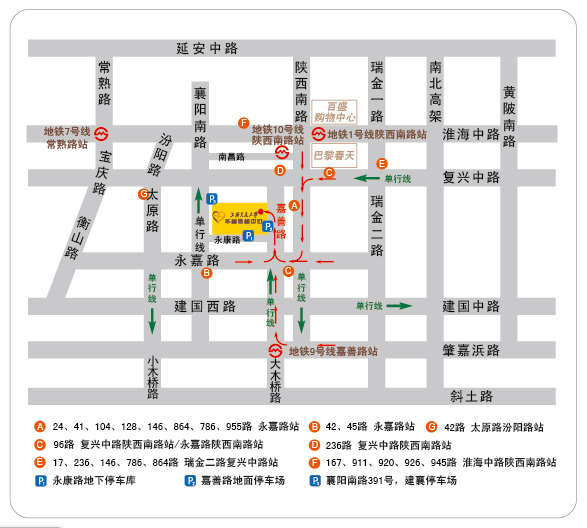 延安中路
常熟路
陕西南路
瑞金一路
南北高架
黄陂南路
襄阳南路
百盛
购物中心
F
地铁7号线
常熟路站
地铁10号线
陕西南路站
地铁1号线陕西南路站
淮海中路
汾阳路
南昌路
巴黎春天
E
宝庆路
D
C
单行线
复兴中路
G
太原路
P
上海交通大学
A
嘉善路
瑞金二路
衡山路
单行线
P
永康路
P
永嘉路
B
C
单行线
单行线
单行线
建国西路
单行线
建国中路
地铁9号线嘉善路站
肇嘉浜路
小木桥路
大木桥路
斜土路
A 24、41、104、128、146、864、786、955路 永嘉路站
B 42、45路 永嘉路站
G 42路 太原路汾阳路站
C 96路 复兴中路陕西南路站/永嘉路陕西南路站
D 236路 复兴中路陕西南路站
E 17、236、146、786、864路 瑞金二路复兴中路站
F 167、911、920、926、945路 淮海中路陕西南路站
P 永康路地下停车库
P 嘉善路地面停车场
P 襄阳南路391号，建襄停车场